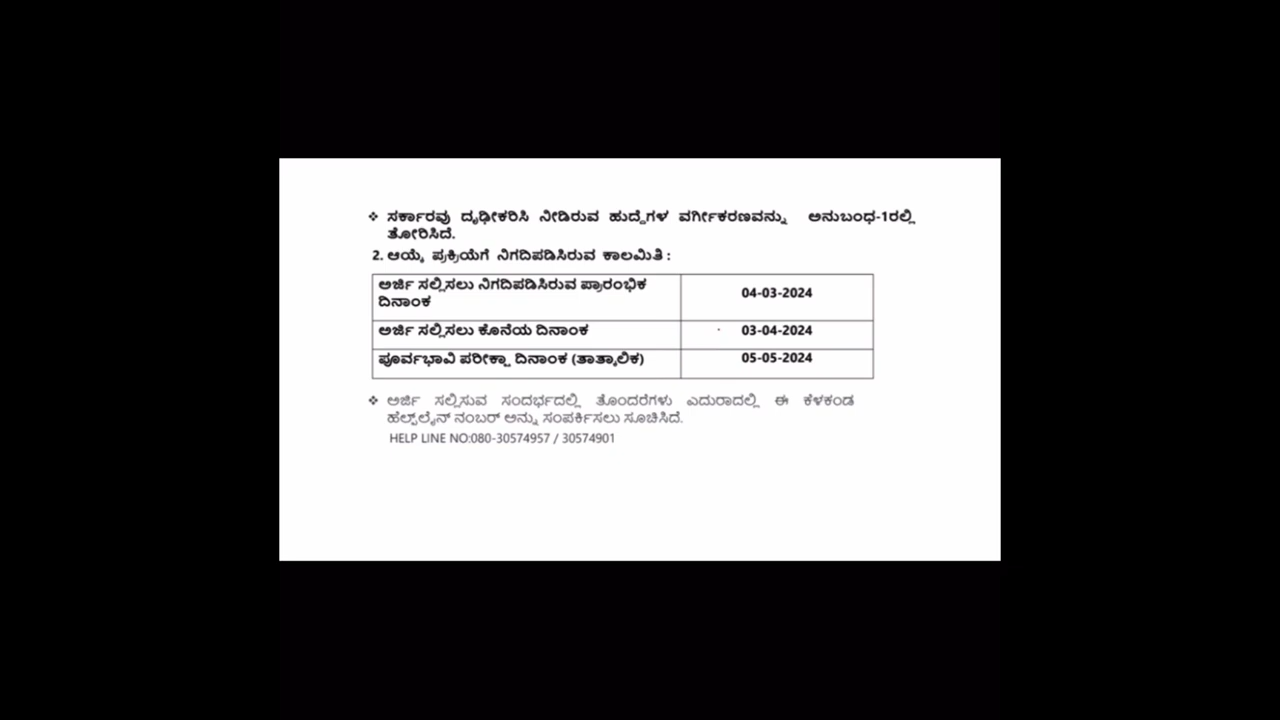 ❖ ಸರ್ಕಾರವು ದೃಢೀಕರಿಸಿ ನೀಡಿರುವ ಹುದ್ದೆಗಳ ವರ್ಗೀಕರಣವನ್ನು ಅನುಬಂಧ-1ರಲ್ಲಿ
ತೋರಿಸಿದೆ.
2. ಆಯ್ಕೆ ಪ್ರಕ್ರಿಯೆಗೆ ನಿಗದಿಪಡಿಸಿರುವ ಕಾಲಮಿತಿ :
ಅರ್ಜಿ ಸಲ್ಲಿಸಲು ನಿಗದಿಪಡಿಸಿರುವ ಪ್ರಾರಂಭಿಕ
ದಿನಾಂಕ 04-03-2024
ಅರ್ಜಿ ಸಲ್ಲಿಸಲು ಕೊನೆಯ ದಿನಾಂಕ 03-04-2024
ಪೂರ್ವಭಾವಿ ಪರೀಕ್ಷಾ ದಿನಾಂಕ (ತಾತ್ಕಾಲಿಕ) 05-05-2024
❖ ಅರ್ಜಿ ಸಲ್ಲಿಸುವ ಸಂದರ್ಭದಲ್ಲಿ ತೊಂದರೆಗಳು ಎದುರಾದಲ್ಲಿ ಈ ಕೆಳಕಂಡ
ಹೆಲ್ಪ್‌ಲೈನ್ ನಂಬರ್ ಅನ್ನು ಸಂಪರ್ಕಿಸಲು ಸೂಚಿಸಿದೆ.
HELP LINE NO:080-30574957 / 30574901